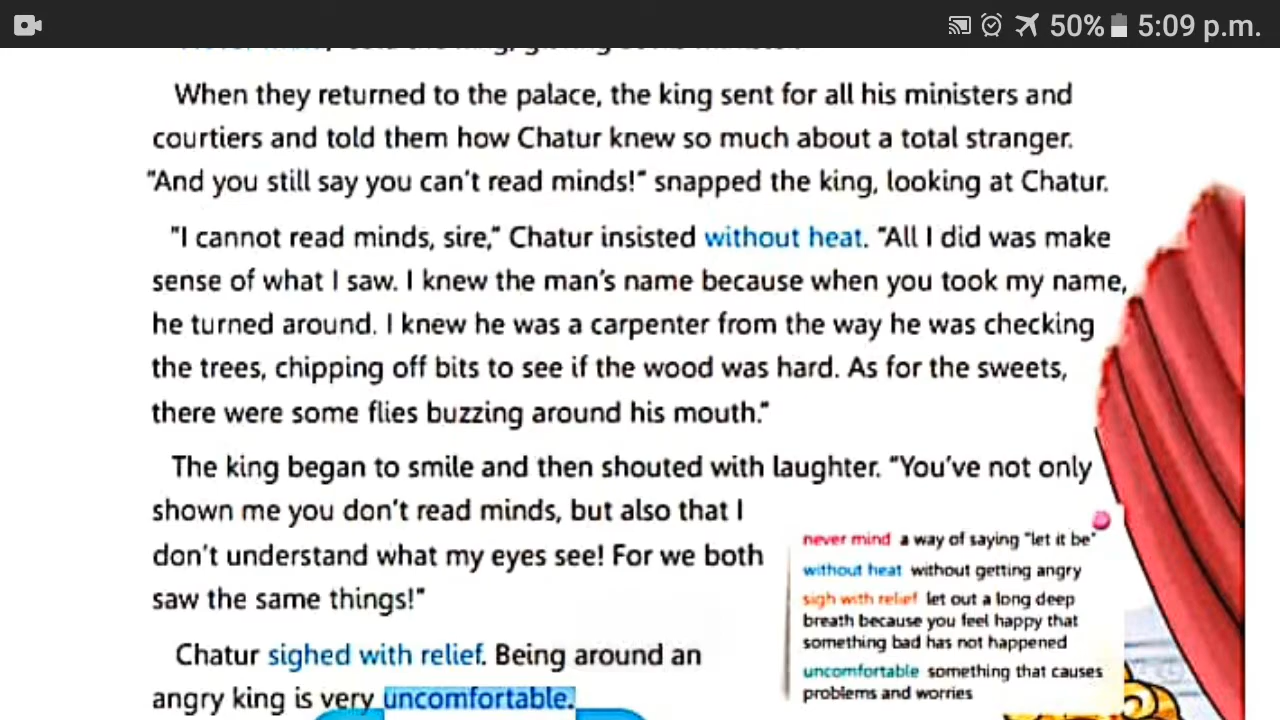 50% 5:09 p.m.
When they returned to the palace, the king sent for all his ministers and
courtiers and told them how Chatur knew so much about a total stranger.
"And you still say you can't read minds!" snapped the king, looking at Chatur.
"I cannot read minds, sire," Chatur insisted without heat. "All I did was make
sense of what I saw. I knew the man's name because when you took my name,
he turned around. I knew he was a carpenter from the way he was checking
the trees, chipping off bits to see if the wood was hard. As for the sweets,
there were some flies buzzing around his mouth."
The king began to smile and then shouted with laughter. "You've not only
shown me you don't read minds, but also that I
don't understand what my eyes see! For we both
saw the same things!"
Chatur sighed with relief. Being around an
angry king is very uncomfortable.
never mind a way of saying "let it be"
without heat without getting angry
sigh with relief let out a long deep
breath because you feel happy that
something bad has not happened
uncomfortable something that causes
problems and worries